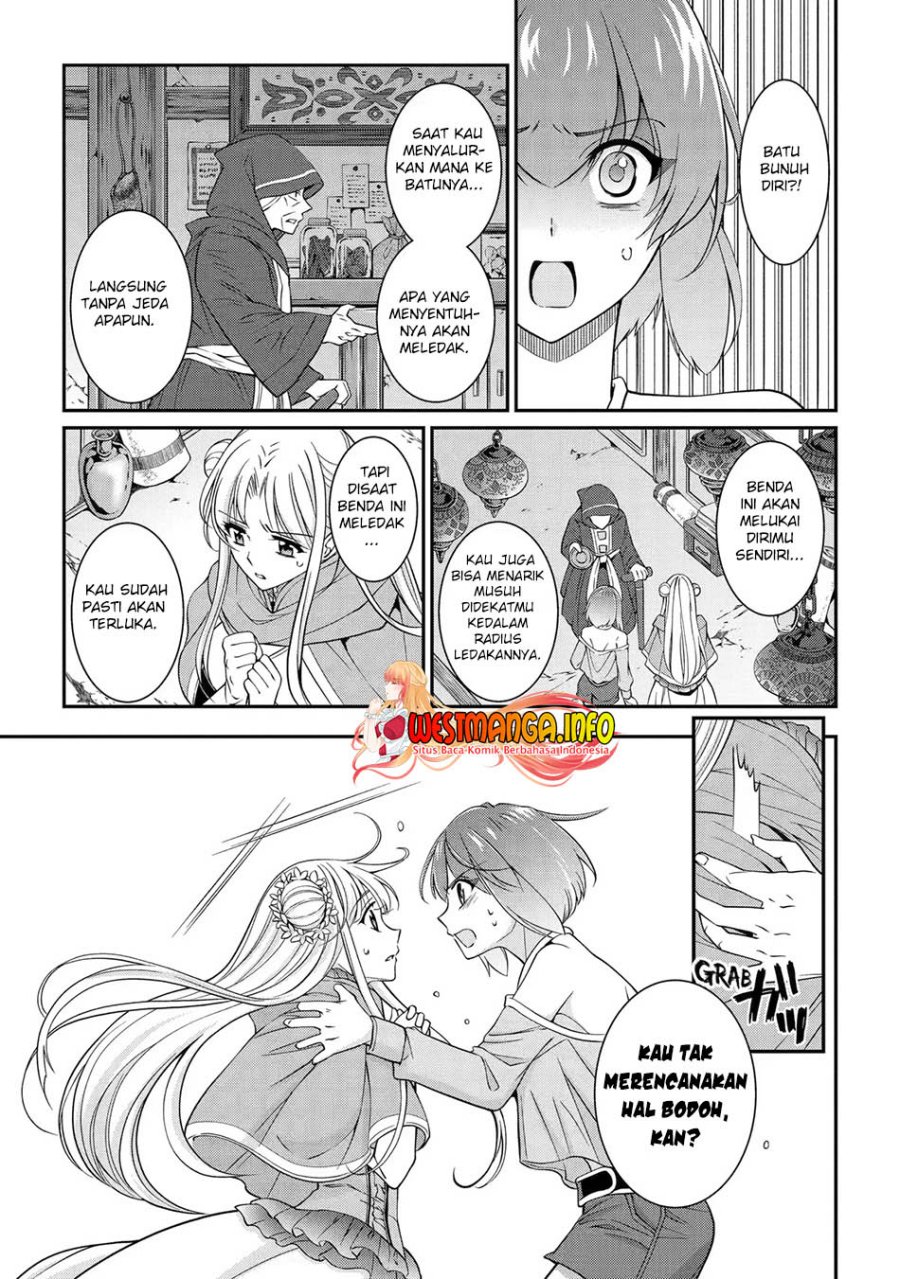 BATU
BUNUH
DIRI?!
SAAT KAU
MENYALUR-
KAN MANA KE
BATUNYA...
APA YANG
MENYENTUH-
NYA AKAN
MELEDAK.
LANGSUNG
TANPA JEDA
APAPUN.
BENDA
INI AKAN
MELUKAI
DIRIMU
SENDIRI...
KAU JUGA
BISA MENARIK
MUSUH
DIDEKATMU
KEDALAM
RADIUS
LEDAKANNYA.
TAPI
DISAAT
BENDA INI
MELEDAK
...
KAU SUDAH
PASTI AKAN
TERLUKA.
WESTMANGA.INFO
Situs Baca Komik Berbahasa Indonesia
GRAB
ガシッ
KAU TAK
MERENCANAKAN
HAL BODOH,
KAN?